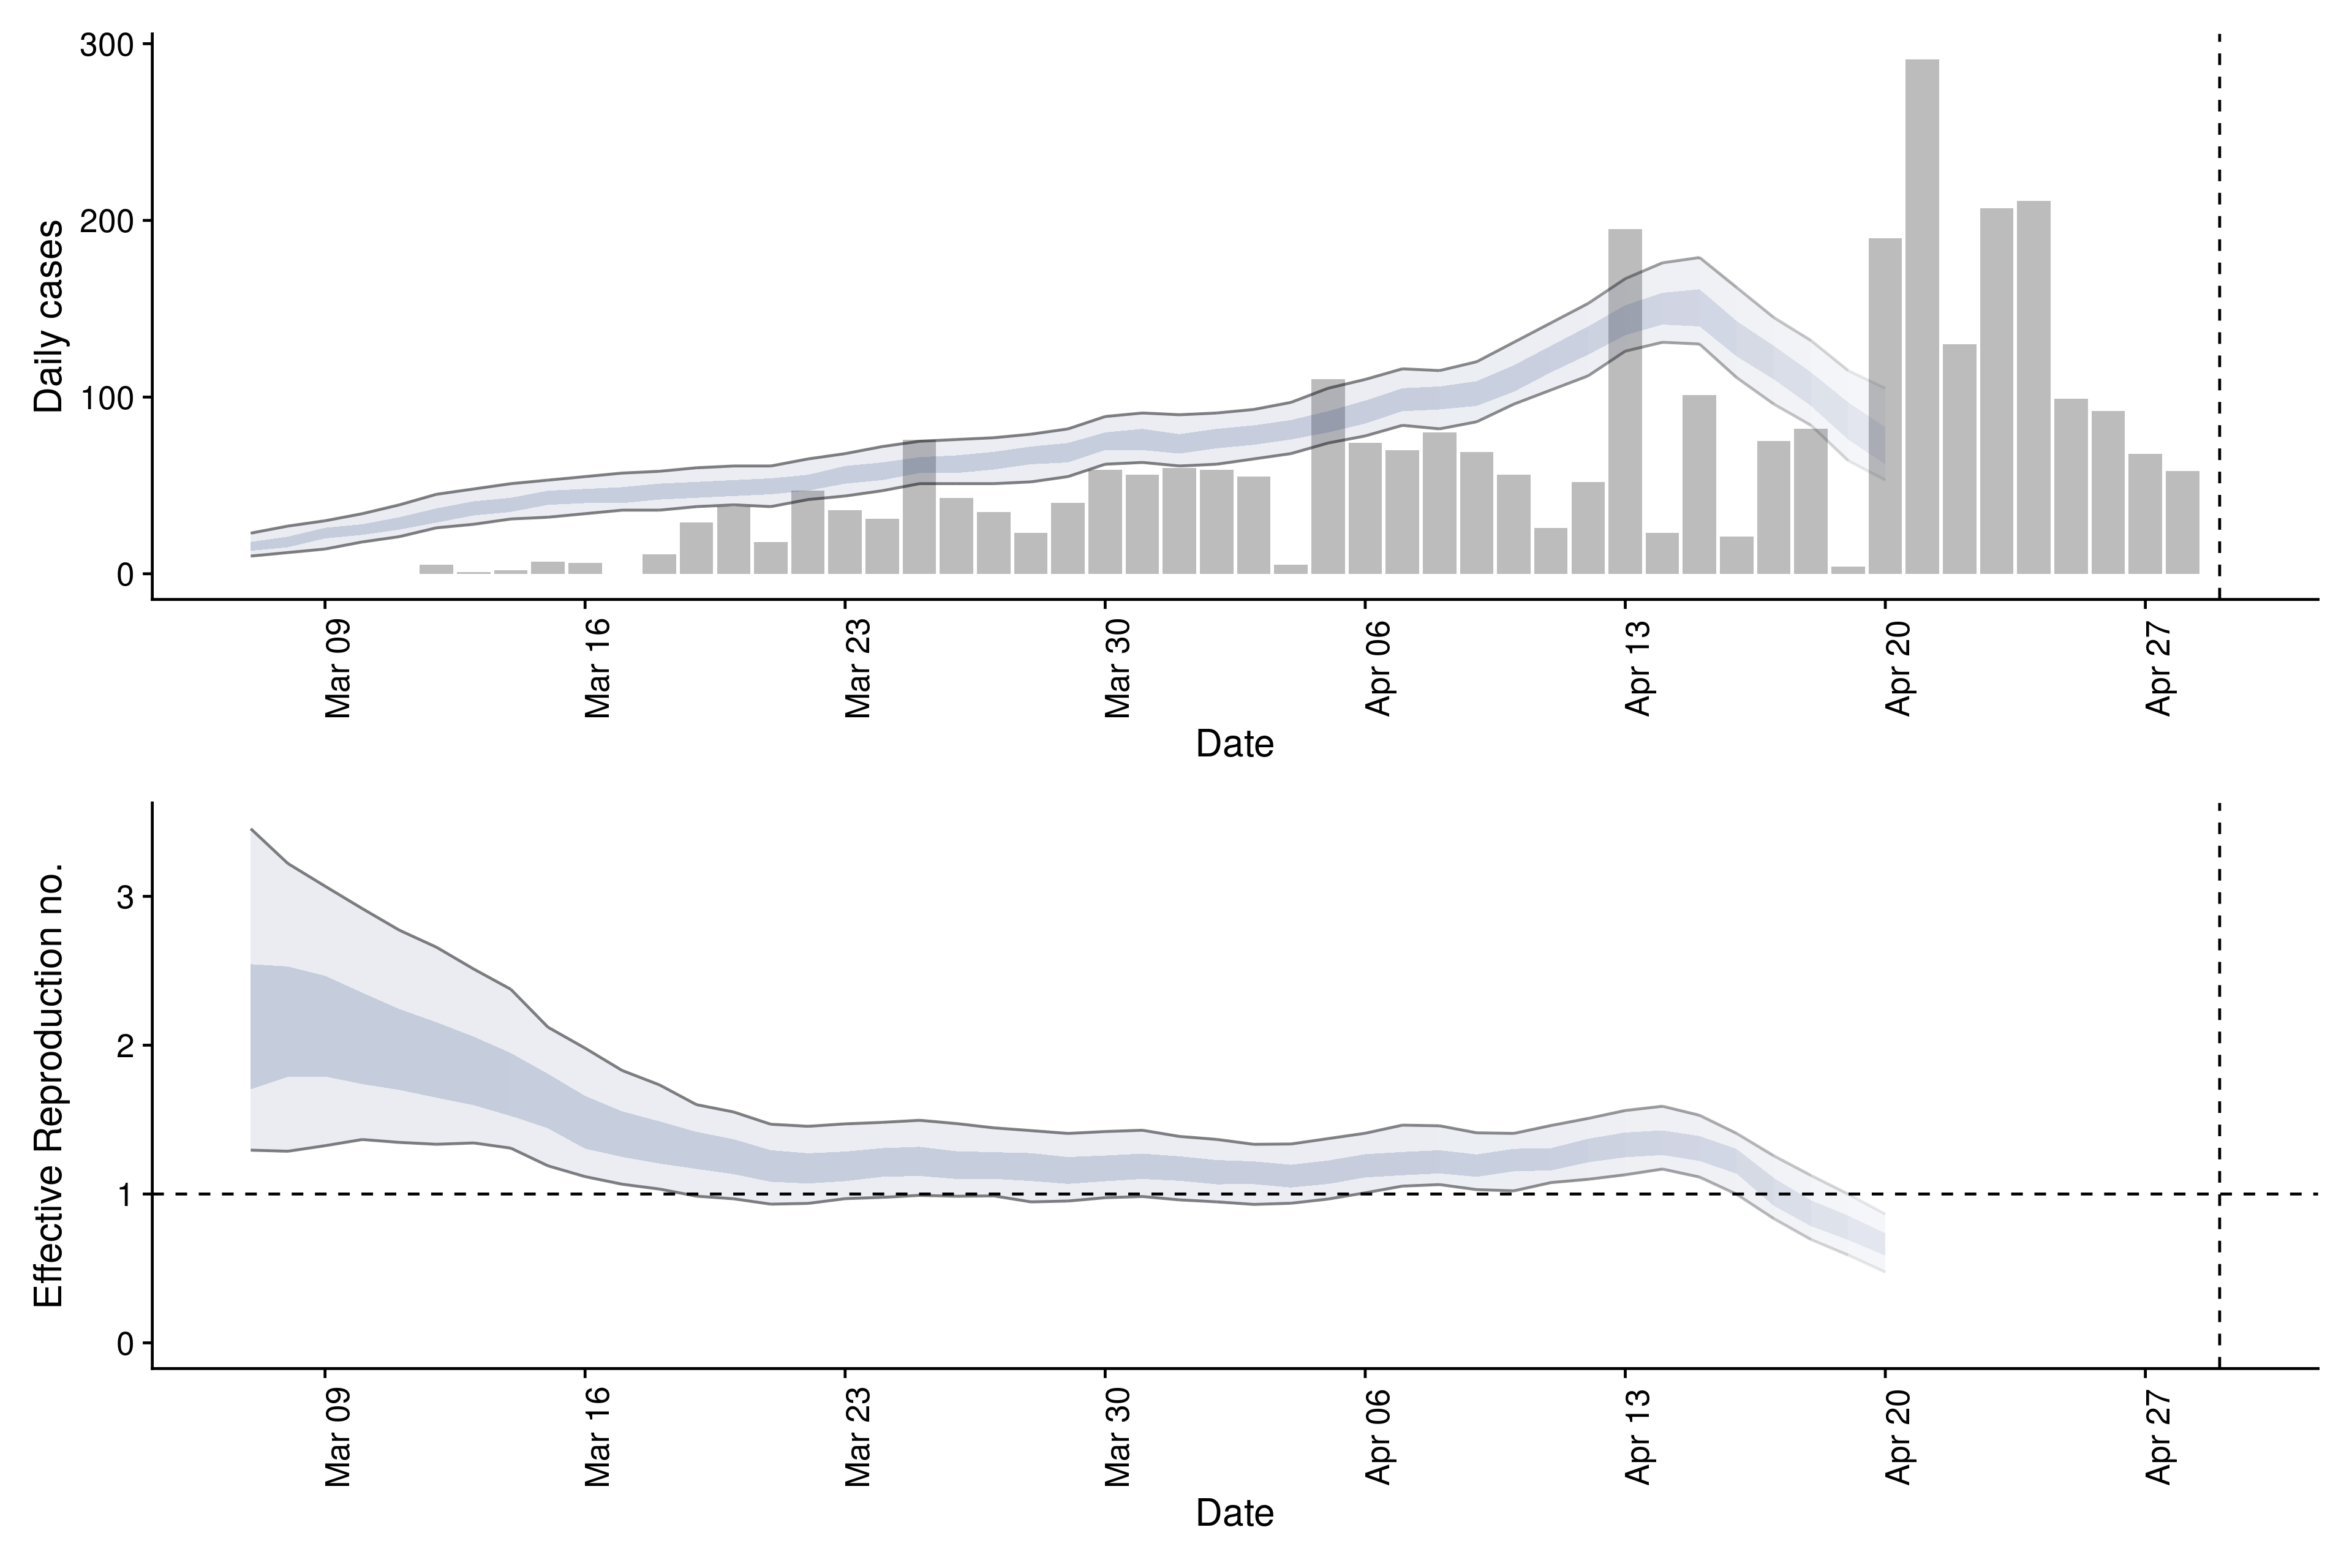 Daily cases
300
200
100
0
Mar 09
Mar 16
Mar 23
Mar 30
Apr 06
Apr 13
Apr 20
Apr 27
Date
Effective Reproduction no.
3
2
1
0
Mar 09
Mar 16
Mar 23
Mar 30
Apr 06
Apr 13
Apr 20
Apr 27
Date